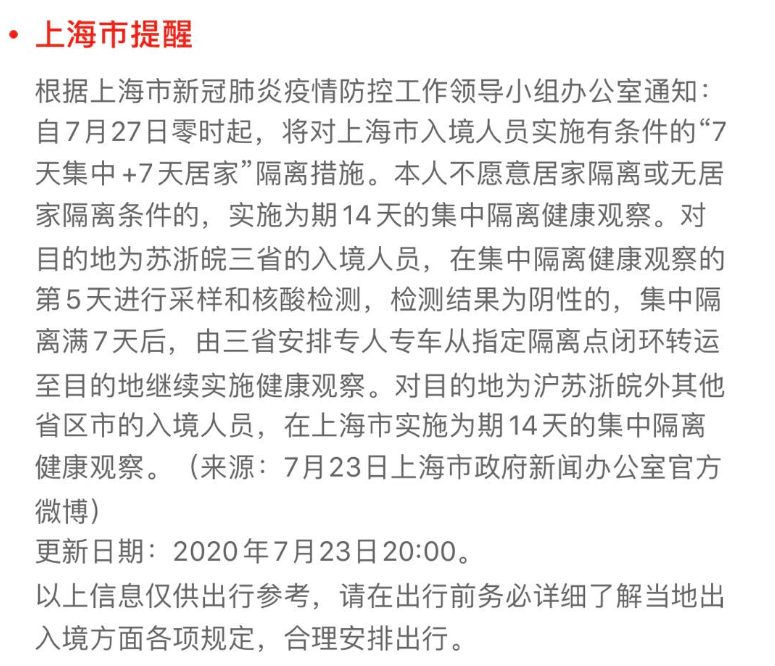 • 上海市提醒
根据上海市新冠肺炎疫情防控工作领导小组办公室通知：
自7月27日零时起，将对上海市入境人员实施有条件的“7
天集中+7天居家”隔离措施。本人不愿意居家隔离或无居
家隔离条件的，实施为期14天的集中隔离健康观察。对
目的地为苏浙皖三省的入境人员，在集中隔离健康观察的
第5天进行采样和核酸检测，检测结果为阴性的，集中隔
离满7天后，由三省安排专人专车从指定隔离点闭环转运
至目的地继续实施健康观察。对目的地为沪苏浙皖外其他
省区市的入境人员，在上海市实施为期14天的集中隔离
健康观察。（来源：7月23日上海市政府新闻办公室官方
微博）
更新日期：2020年7月23日20:00。
以上信息仅供出行参考，请在出行前务必详细了解当地出
入境方面各项规定，合理安排出行。